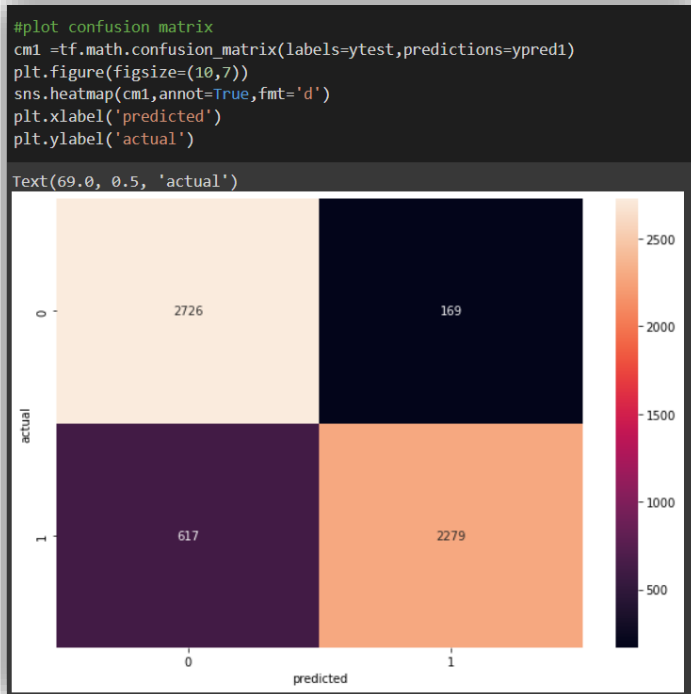 #plot confusion matrix
cm1 =tf.math.confusion_matrix(labels=ytest,predictions=ypred1)
plt.figure(figsize=(10,7))
sns.heatmap(cm1,annot=True,fmt='d')
plt.xlabel('predicted')
plt.ylabel('actual')
Text(69.0, 0.5, 'actual')
2500
0 2726 169
2000
actual
1500
1000
1 617 2279
500
0 1
predicted